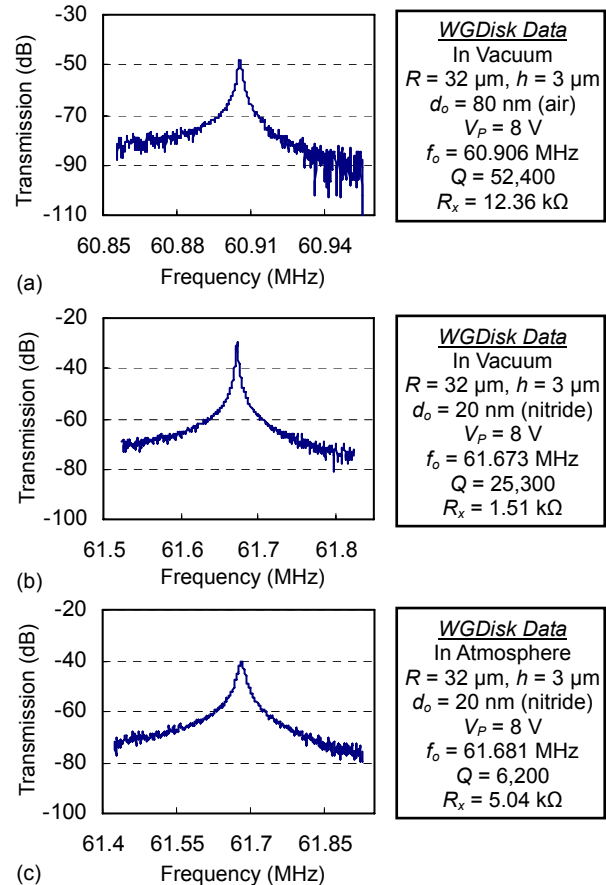 -30
-50
-70
-90
-110
Transmission (dB)
60.85 60.88 60.91 60.94
Frequency (MHz)
(a)
WGDisk Data
In Vacuum
R = 32 µm, h = 3 µm
do = 80 nm (air)
VP = 8 V
fo = 60.906 MHz
Q = 52,400
Rx = 12.36 kΩ
-20
-40
-60
-80
-100
Transmission (dB)
61.5 61.6 61.7 61.8
Frequency (MHz)
(b)
WGDisk Data
In Vacuum
R = 32 µm, h = 3 µm
do = 20 nm (nitride)
VP = 8 V
fo = 61.673 MHz
Q = 25,300
Rx = 1.51 kΩ
-20
-40
-60
-80
-100
Transmission (dB)
61.4 61.55 61.7 61.85
Frequency (MHz)
(c)
WGDisk Data
In Atmosphere
R = 32 µm, h = 3 µm
do = 20 nm (nitride)
VP = 8 V
fo = 61.681 MHz
Q = 6,200
Rx = 5.04 kΩ